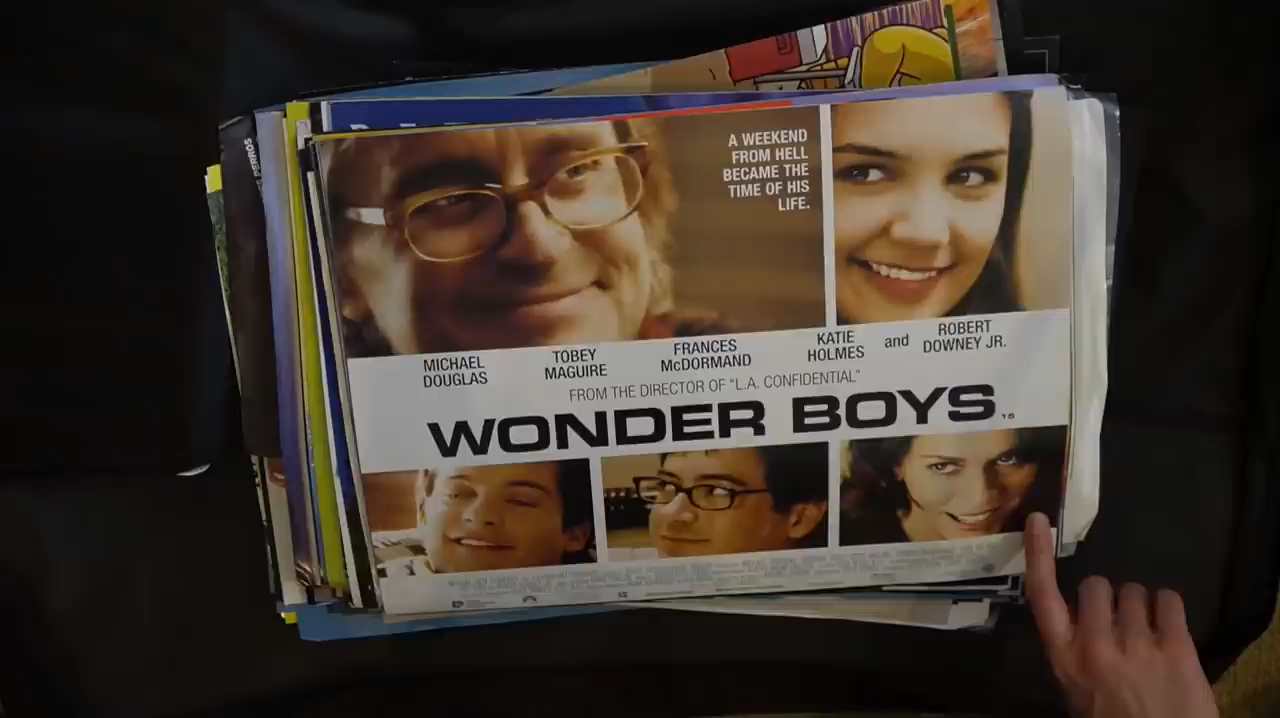 PERROS
A WEEKEND
FROM HELL
BECAME THE
TIME OF HIS
LIFE.
MICHAEL
DOUGLAS
TOBEY
MAGUIRE
FRANCES
McDORMAND
KATIE
HOLMES
and
ROBERT
DOWNEY JR.
FROM THE DIRECTOR OF "L.A. CONFIDENTIAL"
WONDER BOYS
15